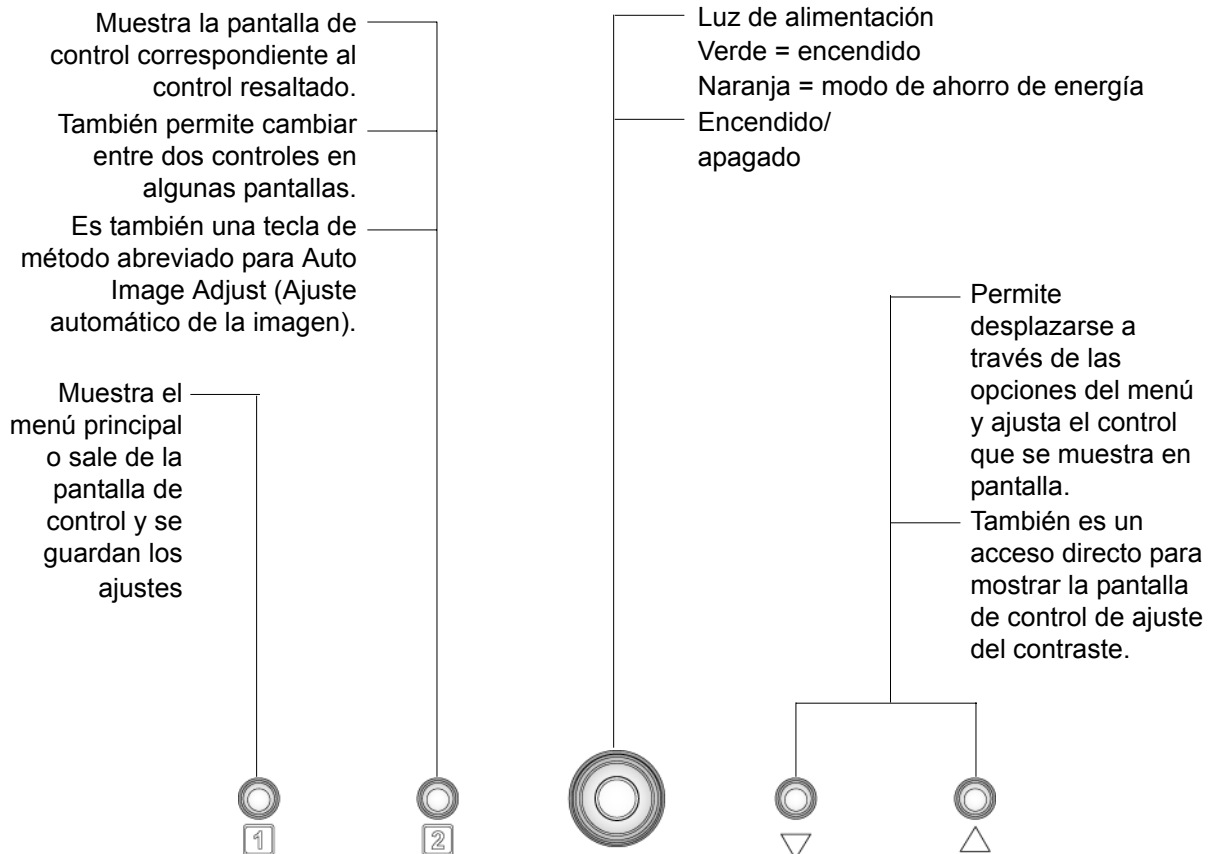 Muestra la pantalla de
control correspondiente al
control resaltado.
También permite cambiar
entre dos controles en
algunas pantallas.
Es también una tecla de
método abreviado para Auto
Image Adjust (Ajuste
automático de la imagen).
Muestra el
menú principal
o sale de la
pantalla de
control y se
guardan los
ajustes
Luz de alimentación
Verde = encendido
Naranja = modo de ahorro de energía
Encendido/
apagado
Permite
desplazarse a
través de las
opciones del menú
y ajusta el control
que se muestra en
pantalla.
También es un
acceso directo para
mostrar la pantalla
de control de ajuste
del contraste.
1
2